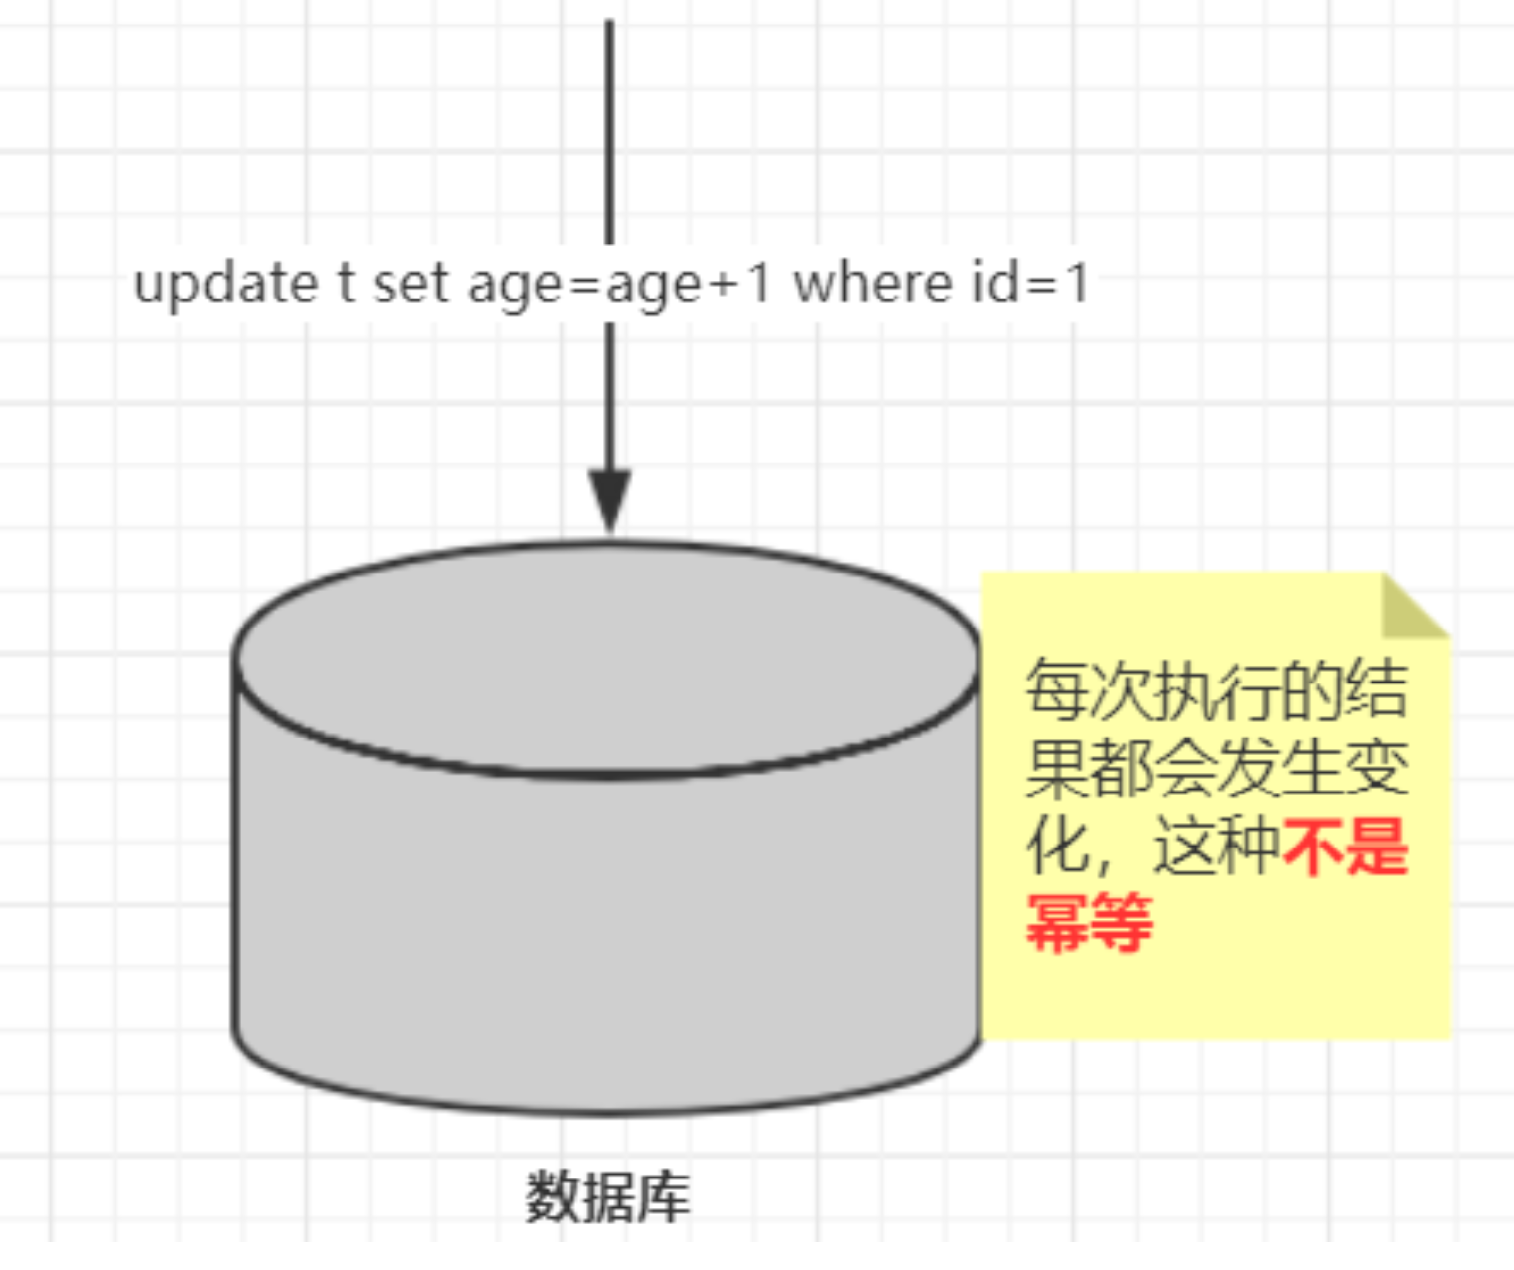 update t set age=age+1 where id=1
每次执行的结
果都会发生变
化，这种不是
幂等
数据库